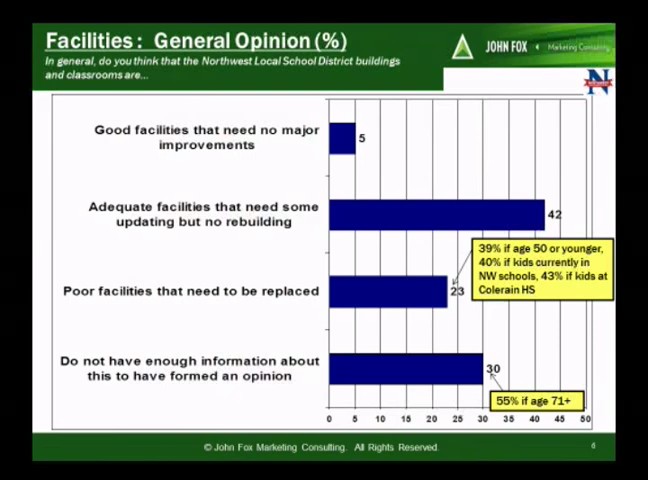 Facilities: General Opinion (%)
In general, do you think that the Northwest Local School District buildings
and classrooms are...
JOHN FOX
Marketing Consulting
N
Good facilities that need no major
improvements
5
Adequate facilities that need some
updating but no rebuilding
42
39% if age 50 or younger,
40% if kids currently in
NW schools, 43% if kids at
Colerain HS
Poor facilities that need to be replaced
23
Do not have enough information about
this to have formed an opinion
30
55% if age 71+
0 5 10 15 20 25 30 35 40 45 50
© John Fox Marketing Consulting. All Rights Reserved.
6